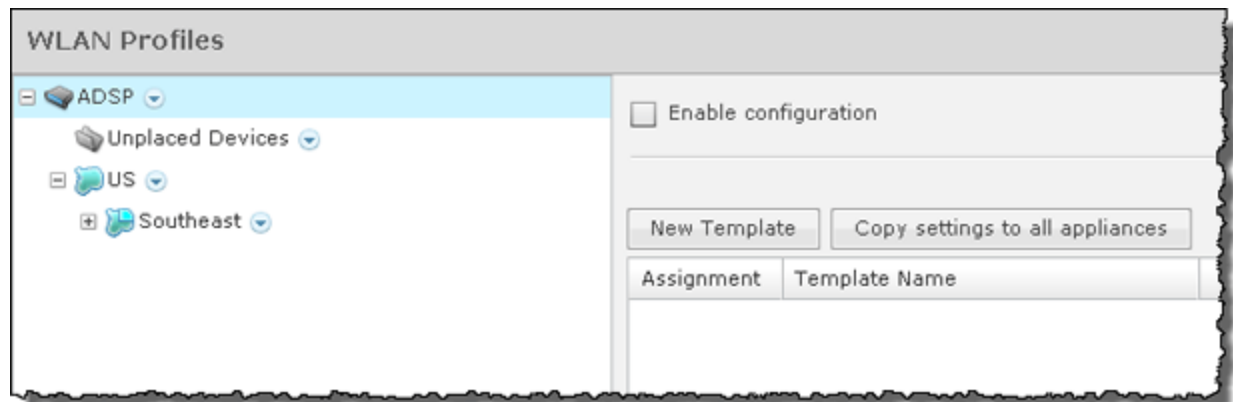 WLAN Profiles
ADSP
Unplaced Devices
US
Southeast
Enable configuration
New Template
Copy settings to all appliances
Assignment
Template Name